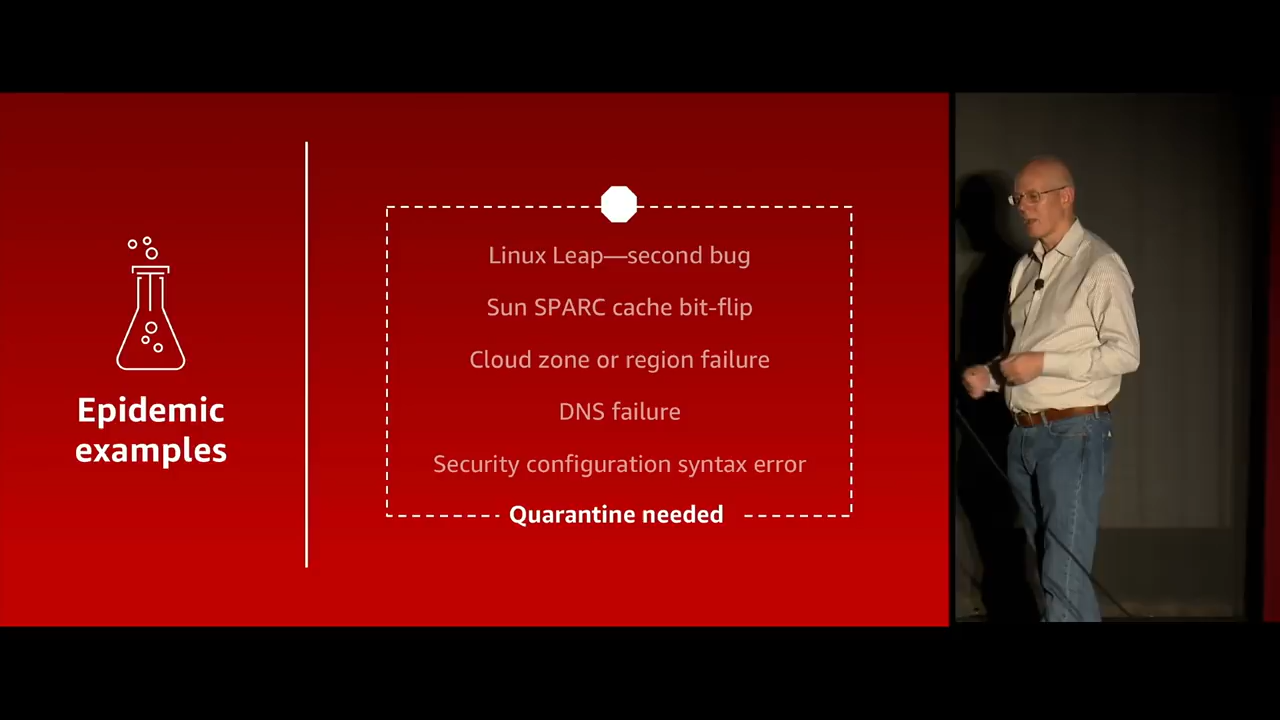 Epidemic
examples
Linux Leap—second bug
Sun SPARC cache bit-flip
Cloud zone or region failure
DNS failure
Security configuration syntax error
Quarantine needed